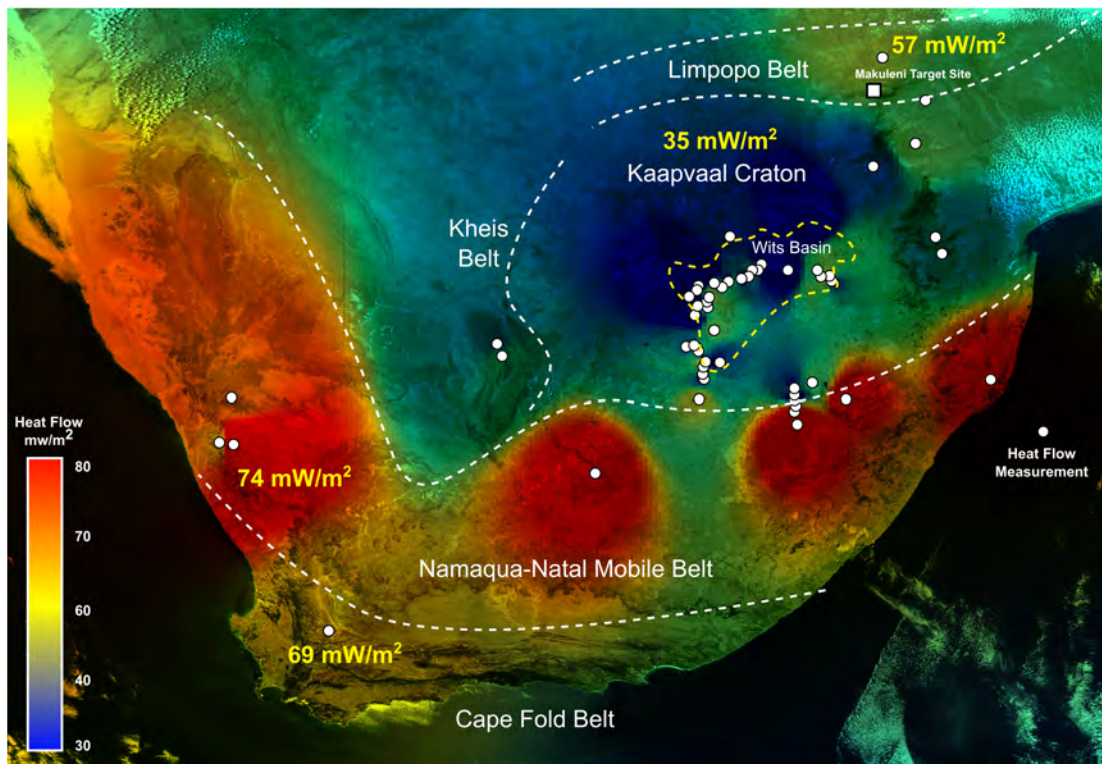 57 mW/m²
Limpopo Belt
Makuleni Target Site
35 mW/m²
Kaapvaal Craton
Kheis
Belt
Wits Basin
Heat Flow
mw/m²
80
70
60
50
40
30
74 mW/m²
Heat Flow
Measurement
Namaqua-Natal Mobile Belt
69 mW/m²
Cape Fold Belt